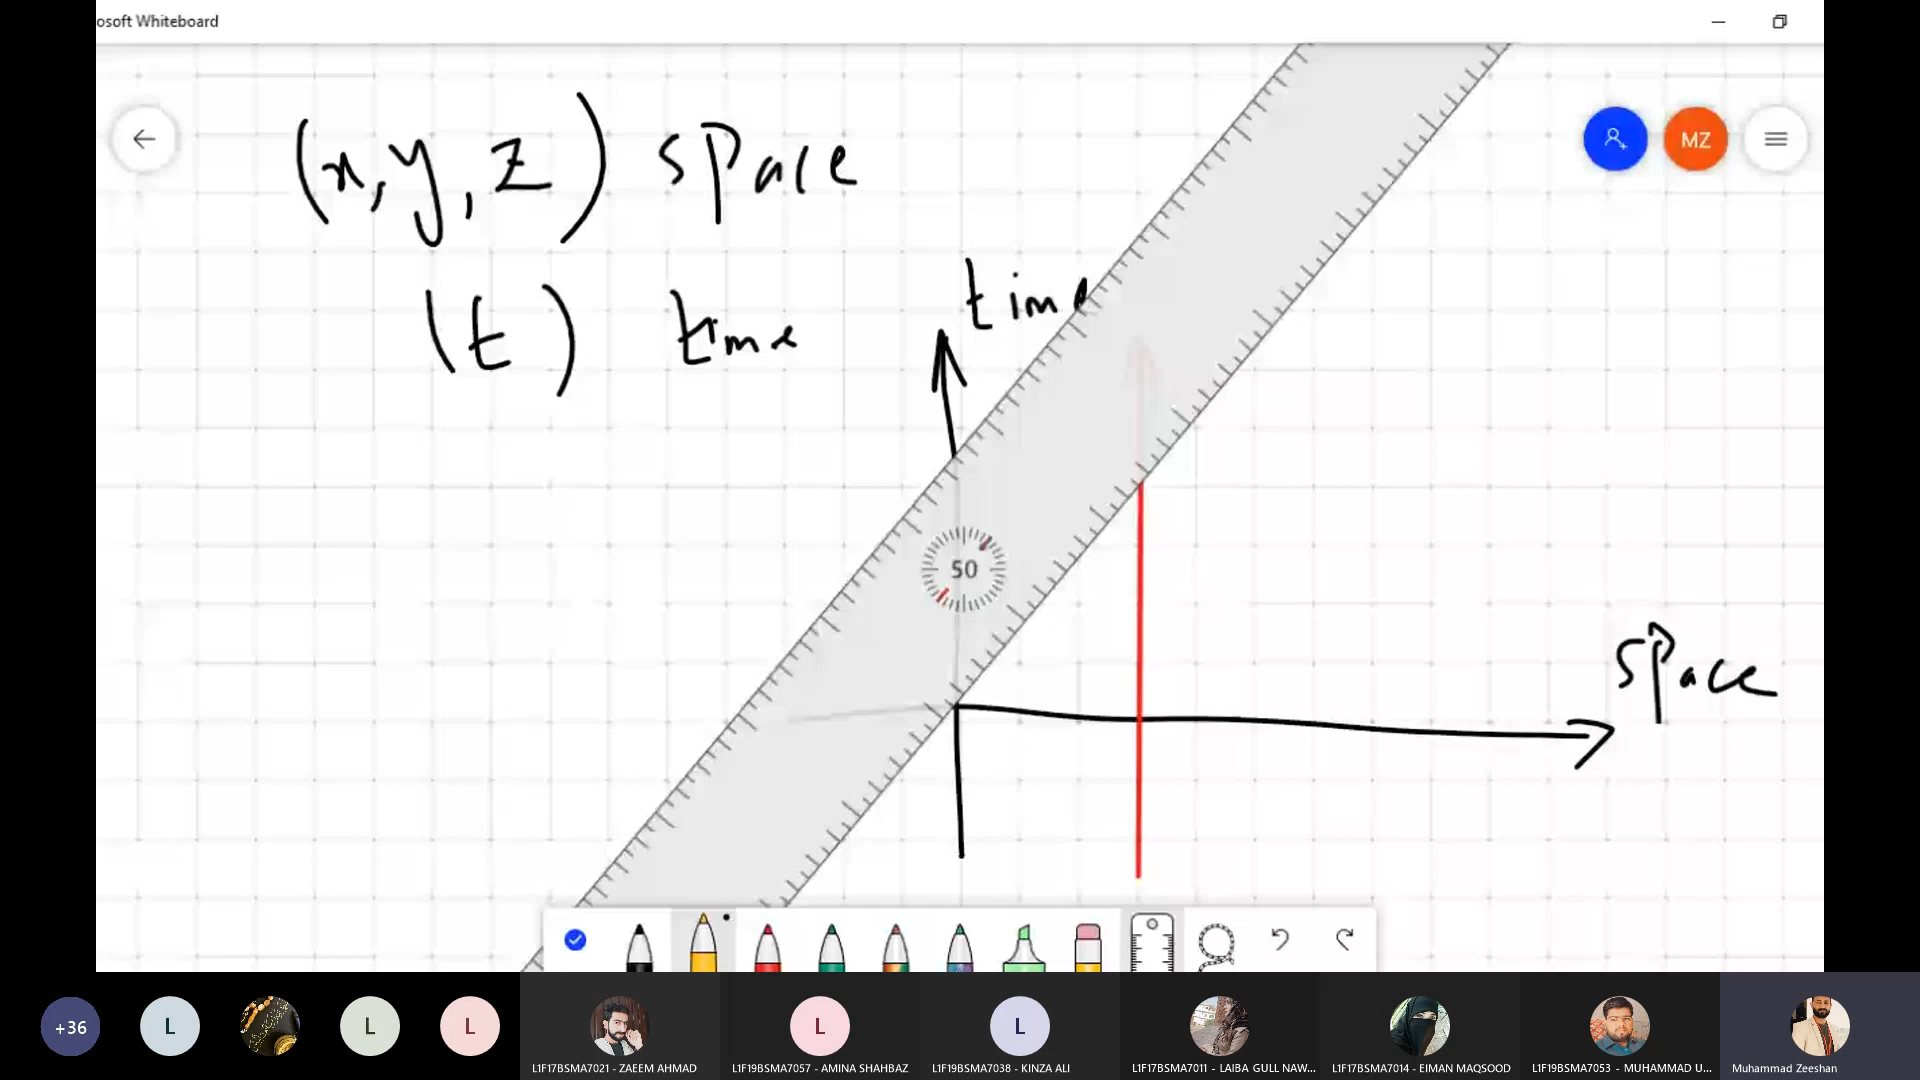 osoft Whiteboard
(x, y, z) space
MZ
(t) time
time
50
space
+36
L
L
L
L
L
L1F17BSMA7021 - ZAEEM AHMAD
L1F19BSMA7057 - AMINA SHAHBAZ
L1F19BSMA7038 - KINZA ALI
L1F17BSMA7011 - LAIBA GULL NAW...
L1F17BSMA7014 - EIMAN MAQSOOD
L1F19BSMA7053 - MUHAMMAD U...
Muhammad Zeeshan